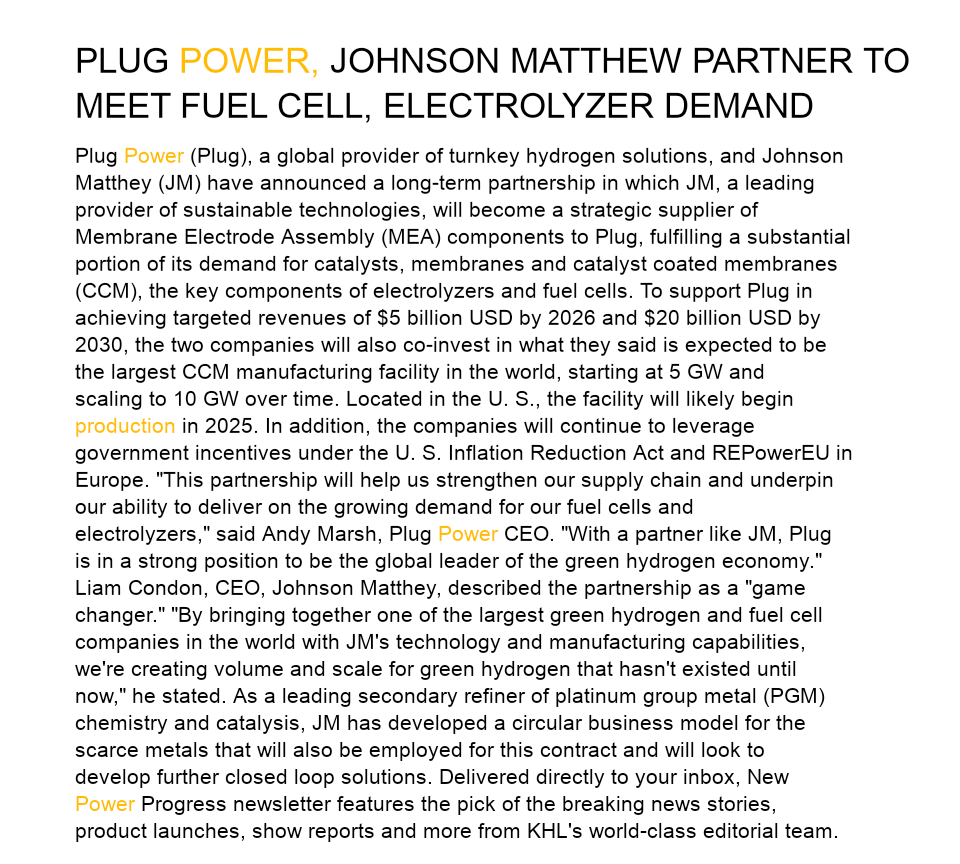 PLUG POWER, JOHNSON MATTHEW PARTNER TO
MEET FUEL CELL, ELECTROLYZER DEMAND
Plug Power (Plug), a global provider of turnkey hydrogen solutions, and Johnson
Matthey (JM) have announced a long-term partnership in which JM, a leading
provider of sustainable technologies, will become a strategic supplier of
Membrane Electrode Assembly (MEA) components to Plug, fulfilling a substantial
portion of its demand for catalysts, membranes and catalyst coated membranes
(CCM), the key components of electrolyzers and fuel cells. To support Plug in
achieving targeted revenues of $5 billion USD by 2026 and $20 billion USD by
2030, the two companies will also co-invest in what they said is expected to be
the largest CCM manufacturing facility in the world, starting at 5 GW and
scaling to 10 GW over time. Located in the U. S., the facility will likely begin
production in 2025. In addition, the companies will continue to leverage
government incentives under the U. S. Inflation Reduction Act and REPowerEU in
Europe. "This partnership will help us strengthen our supply chain and underpin
our ability to deliver on the growing demand for our fuel cells and
electrolyzers," said Andy Marsh, Plug Power CEO. "With a partner like JM, Plug
is in a strong position to be the global leader of the green hydrogen economy."
Liam Condon, CEO, Johnson Matthey, described the partnership as a "game
changer." "By bringing together one of the largest green hydrogen and fuel cell
companies in the world with JM's technology and manufacturing capabilities,
we're creating volume and scale for green hydrogen that hasn't existed until
now," he stated. As a leading secondary refiner of platinum group metal (PGM)
chemistry and catalysis, JM has developed a circular business model for the
scarce metals that will also be employed for this contract and will look to
develop further closed loop solutions. Delivered directly to your inbox, New
Power Progress newsletter features the pick of the breaking news stories,
product launches, show reports and more from KHL's world-class editorial team.